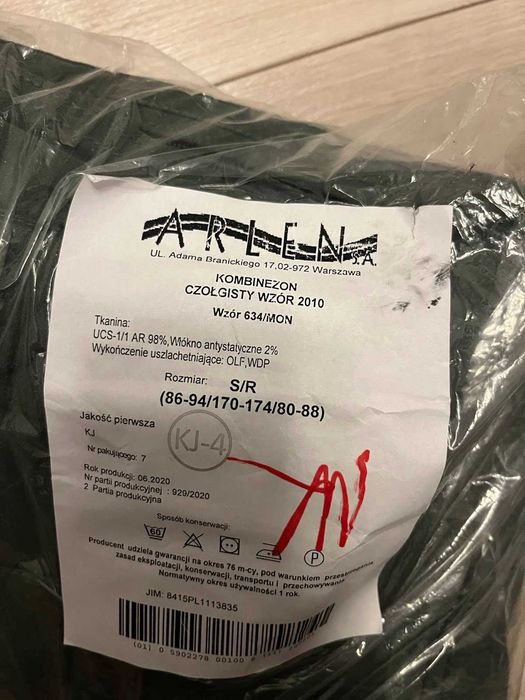 ARLEN S.A.
UL. Adama Branickiego 17,02-972 Warszawa
KOMBINEZON
CZOŁGISTY WZÓR 2010
Wzór 634/MON
Tkanina:
UCS-1/1 AR 98%,Włókno antystatyczne 2%
Wykończenie uszlachetniające: OLF,WDP
Rozmiar: S/R
(86-94/170-174/80-88)
Jakość pierwsza
KJ
KJ-4
Nr pakującego: 7
Rok produkcji: 06.2020
Nr partii produkcyjnej : 929/2020
2 Partia produkcyjna
Sposób konserwacji:
60
P
Producent udziela gwarancji na okres 76 m-cy, pod warunkiem przestrzegania
zasad eksploatacji, konserwacji, transportu i przechowywania
Normatywny okres używalności 1 rok.
JIM: 8415PL1113835
(01) 0 5902278 00100